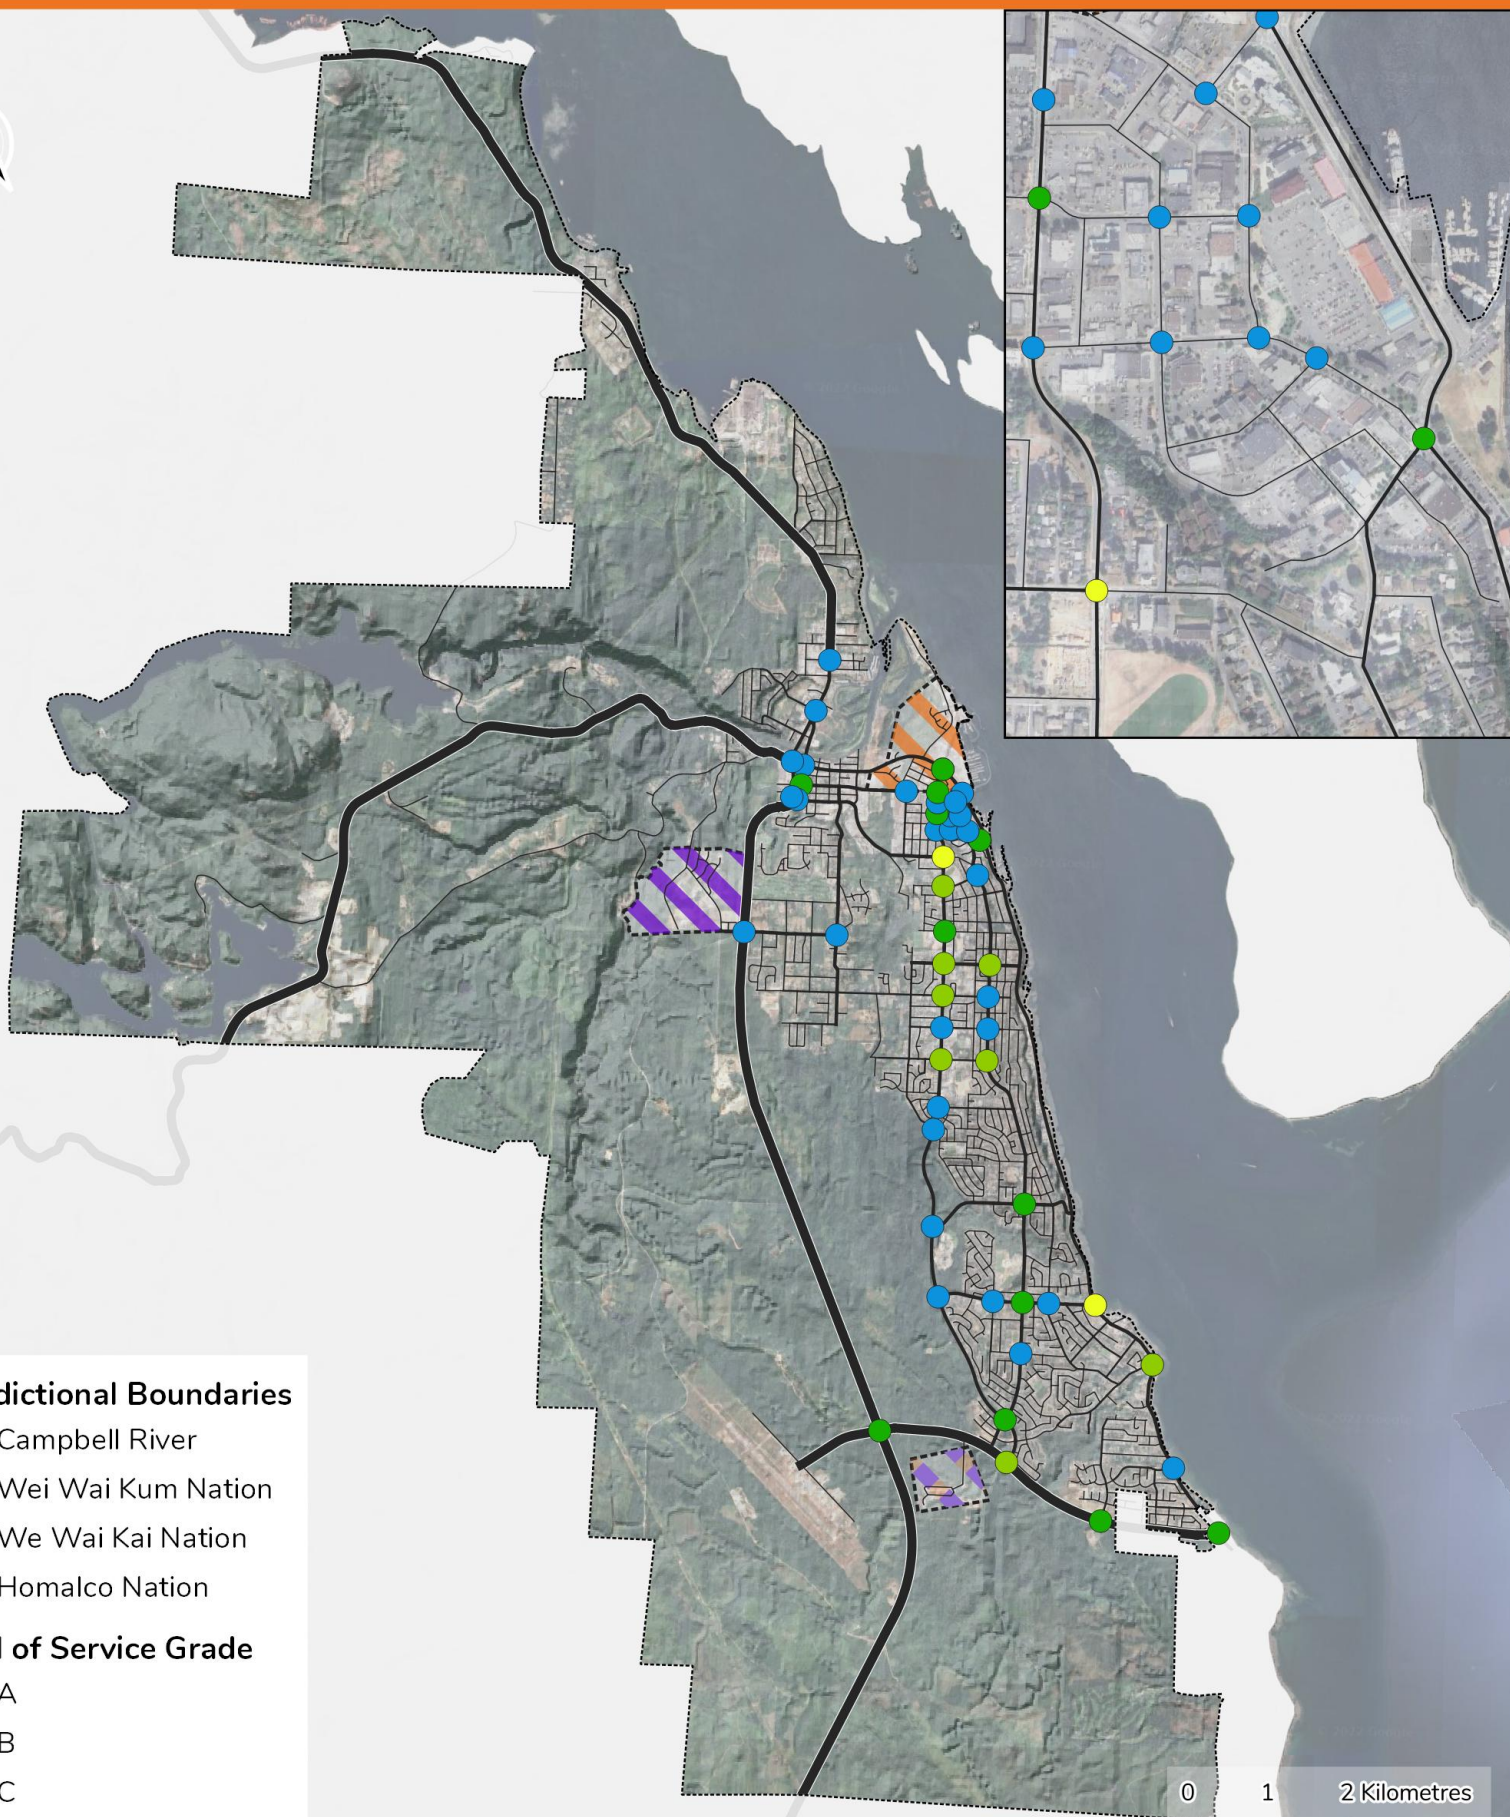 dictional Boundaries
Campbell River
Wei Wai Kum Nation
We Wai Kai Nation
Homalco Nation
l of Service Grade
A
B
C
0 1 2 Kilometres